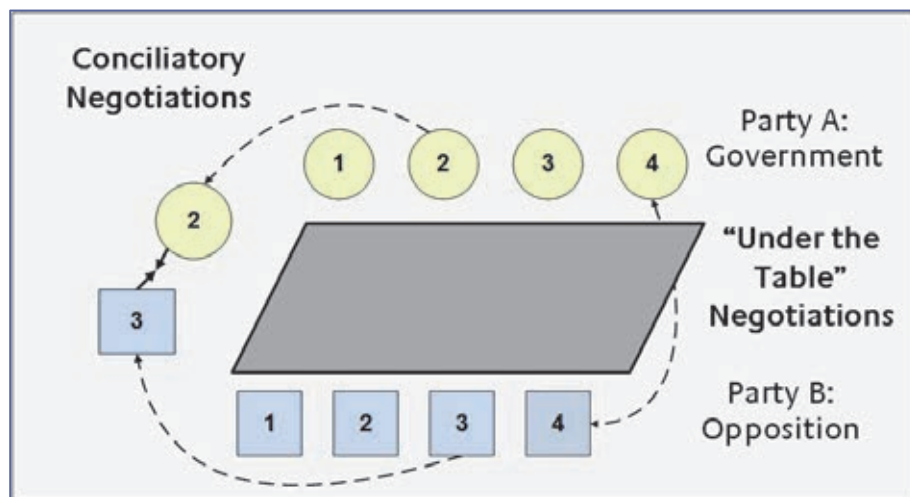 Conciliatory
Negotiations
1
2
3
4
Party A:
Government
2
"Under the
Table"
Negotiations
3
1
2
3
4
Party B:
Opposition